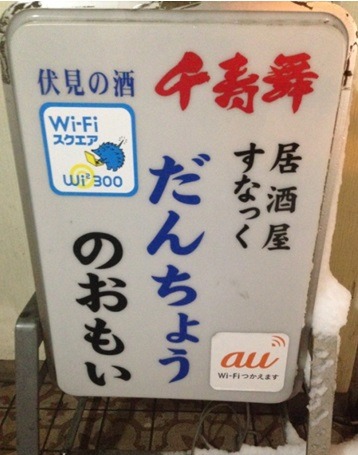 伏見の酒
千寿舞
居酒屋
すなっく
だんちょう
のおもい
Wi-Fi
スクエア
Wi2 300
au
Wi-Fi つかえます